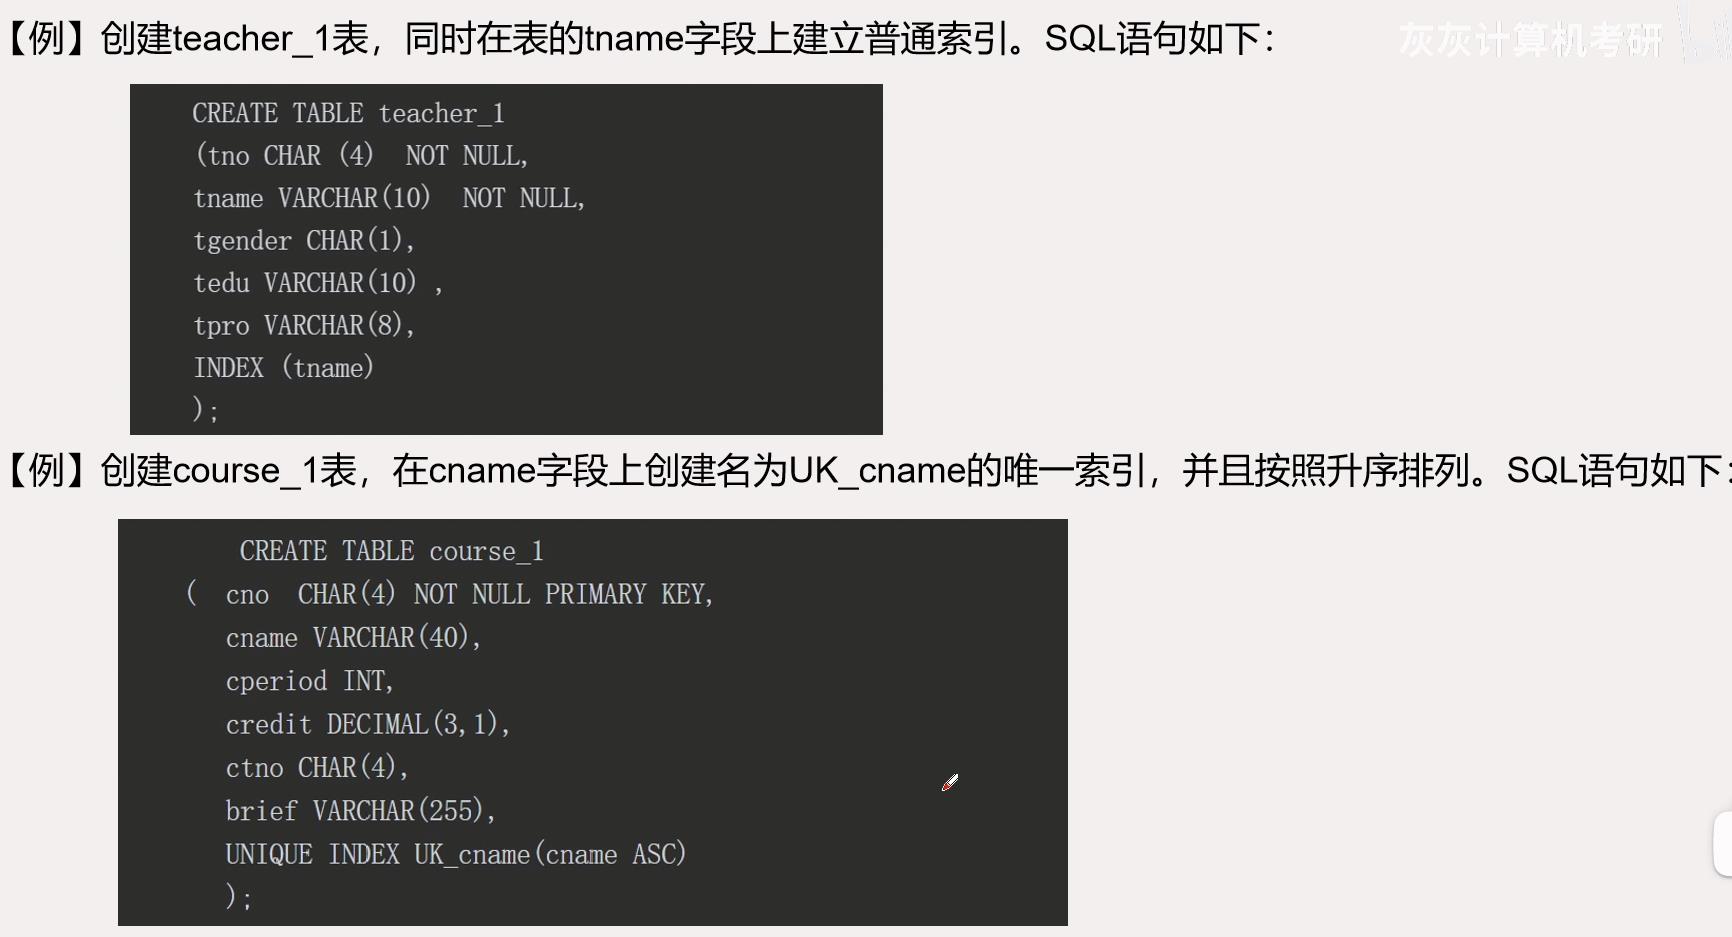 【例】创建teacher_1表，同时在表的tname字段上建立普通索引。SQL语句如下：
灰灰计算机考研
CREATE TABLE teacher_1
(tno CHAR (4)  NOT NULL,
tname VARCHAR(10)  NOT NULL,
tgender CHAR(1),
tedu VARCHAR(10) ,
tpro VARCHAR(8),
INDEX (tname)
);
【例】创建course_1表，在cname字段上创建名为UK_cname的唯一索引，并且按照升序排列。SQL语句如下：
CREATE TABLE course_1
(  cno  CHAR(4) NOT NULL PRIMARY KEY,
cname VARCHAR(40),
cperiod INT,
credit DECIMAL(3,1),
ctno CHAR(4),
brief VARCHAR(255),
UNIQUE INDEX UK_cname(cname ASC)
);